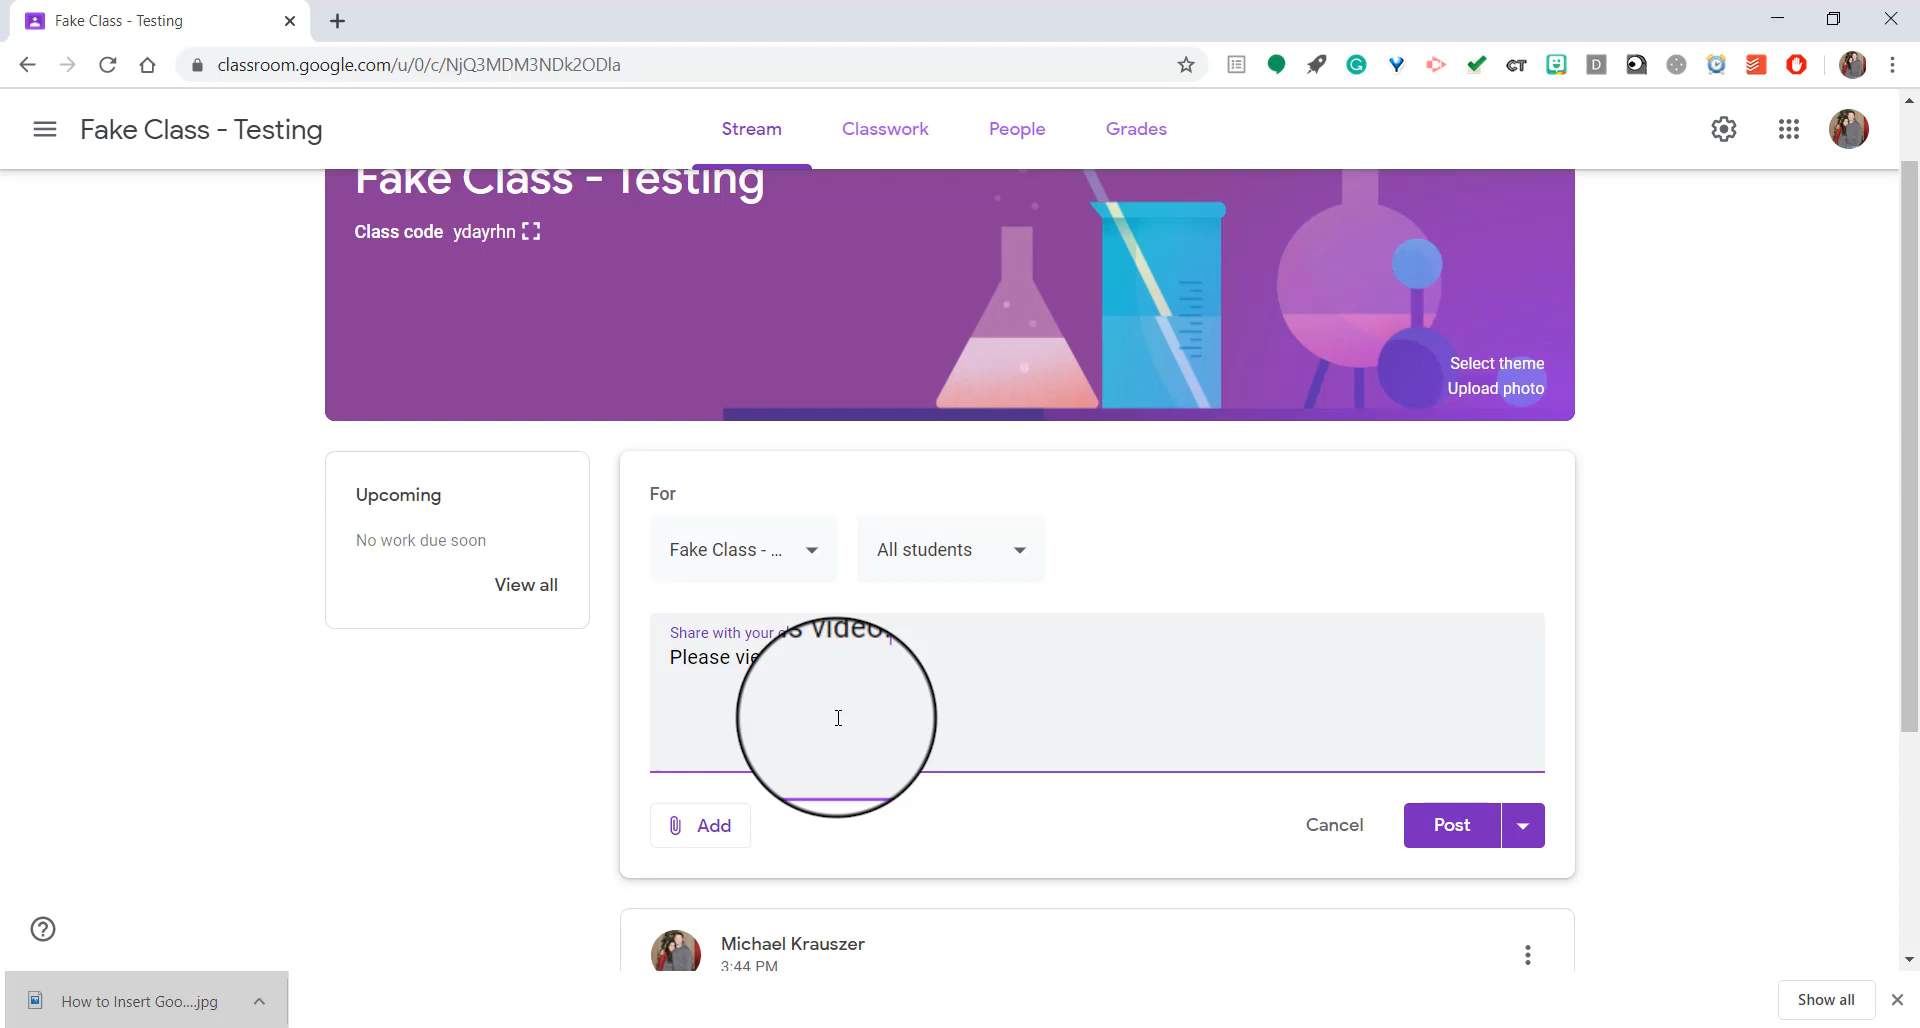 Fake Class - Testing
classroom.google.com/u/0/c/NjQ3MDM3NDk2ODla
CT
D
Fake Class - Testing
Stream
Classwork
People
Grades
Fake Class - Testing
Class code ydayrhn
Select theme
Upload photo
Upcoming
No work due soon
View all
For
Fake Class - ...
All students
Share with your
s video.
Please vie
Add
Cancel
Post
Michael Krauszer
3:44 PM
How to Insert Goo....jpg
Show all